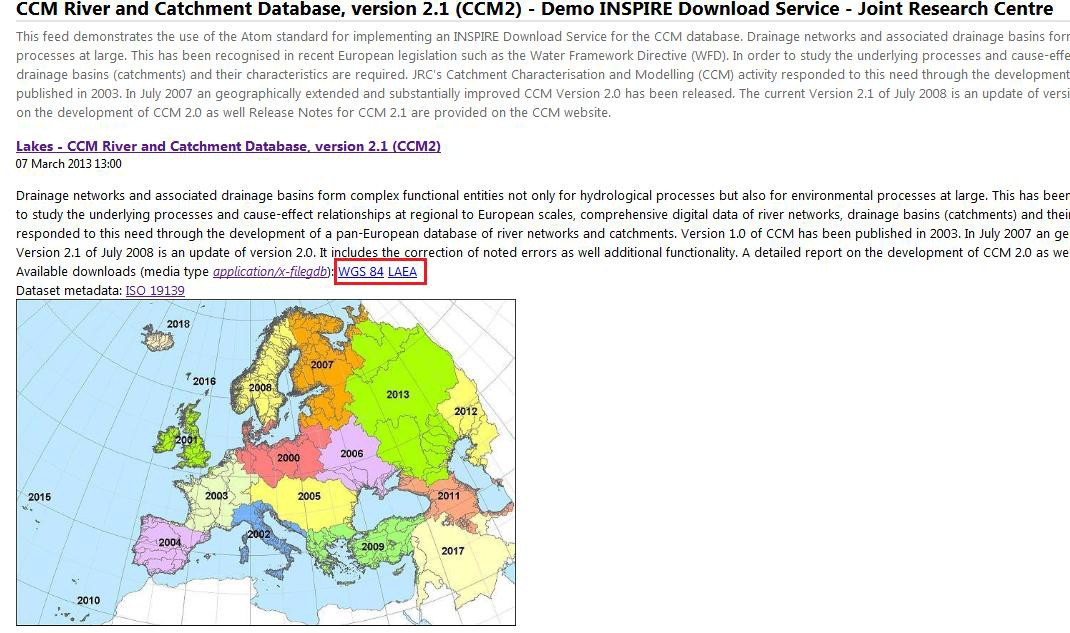 CCM River and Catchment Database, version 2.1 (CCM2) - Demo INSPIRE Download Service - Joint Research Centre
This feed demonstrates the use of the Atom standard for implementing an INSPIRE Download Service for the CCM database. Drainage networks and associated drainage basins for
processes at large. This has been recognised in recent European legislation such as the Water Framework Directive (WFD). In order to study the underlying processes and cause-effe
drainage basins (catchments) and their characteristics are required. JRC's Catchment Characterisation and Modelling (CCM) activity responded to this need through the development
published in 2003. In July 2007 an geographically extended and substantially improved CCM Version 2.0 has been released. The current Version 2.1 of July 2008 is an update of versi
on the development of CCM 2.0 as well Release Notes for CCM 2.1 are provided on the CCM website.
Lakes - CCM River and Catchment Database, version 2.1 (CCM2)
07 March 2013 13:00
Drainage networks and associated drainage basins form complex functional entities not only for hydrological processes but also for environmental processes at large. This has been
to study the underlying processes and cause-effect relationships at regional to European scales, comprehensive digital data of river networks, drainage basins (catchments) and thei
responded to this need through the development of a pan-European database of river networks and catchments. Version 1.0 of CCM has been published in 2003. In July 2007 an ge
Version 2.1 of July 2008 is an update of version 2.0. It includes the correction of noted errors as well additional functionality. A detailed report on the development of CCM 2.0 as we
Available downloads (media type application/x-filegdb): WGS 84 LAEA
Dataset metadata: ISO 19139
2018
2007
2016
2008
2013
2012
2001
2006
2000
2015
2003
2005
2011
2002
2004
2009
2017
2010